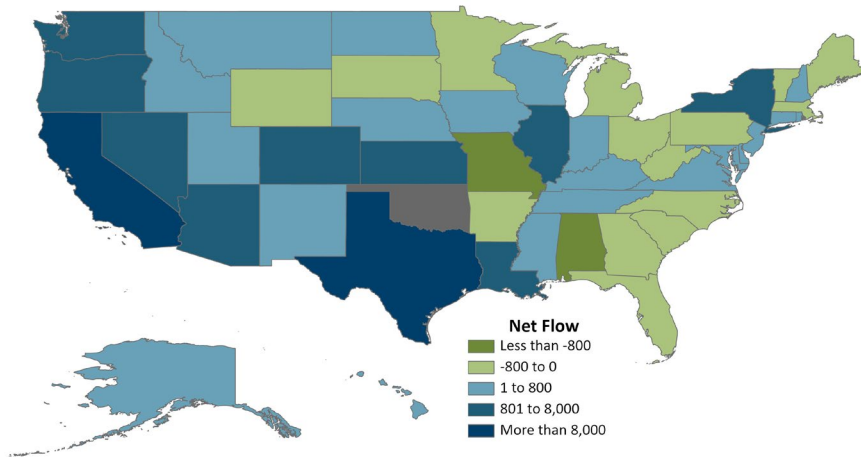 Net Flow
Less than -800
-800 to 0
1 to 800
801 to 8,000
More than 8,000